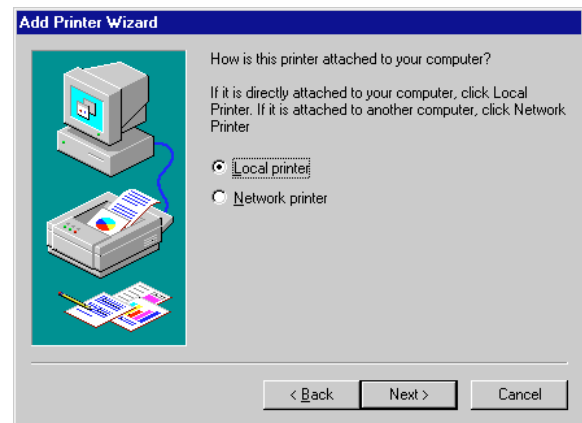 Add Printer Wizard
How is this printer attached to your computer?
If it is directly attached to your computer, click Local
Printer. If it is attached to another computer, click Network
Printer
Local printer
Network printer
< Back
Next >
Cancel